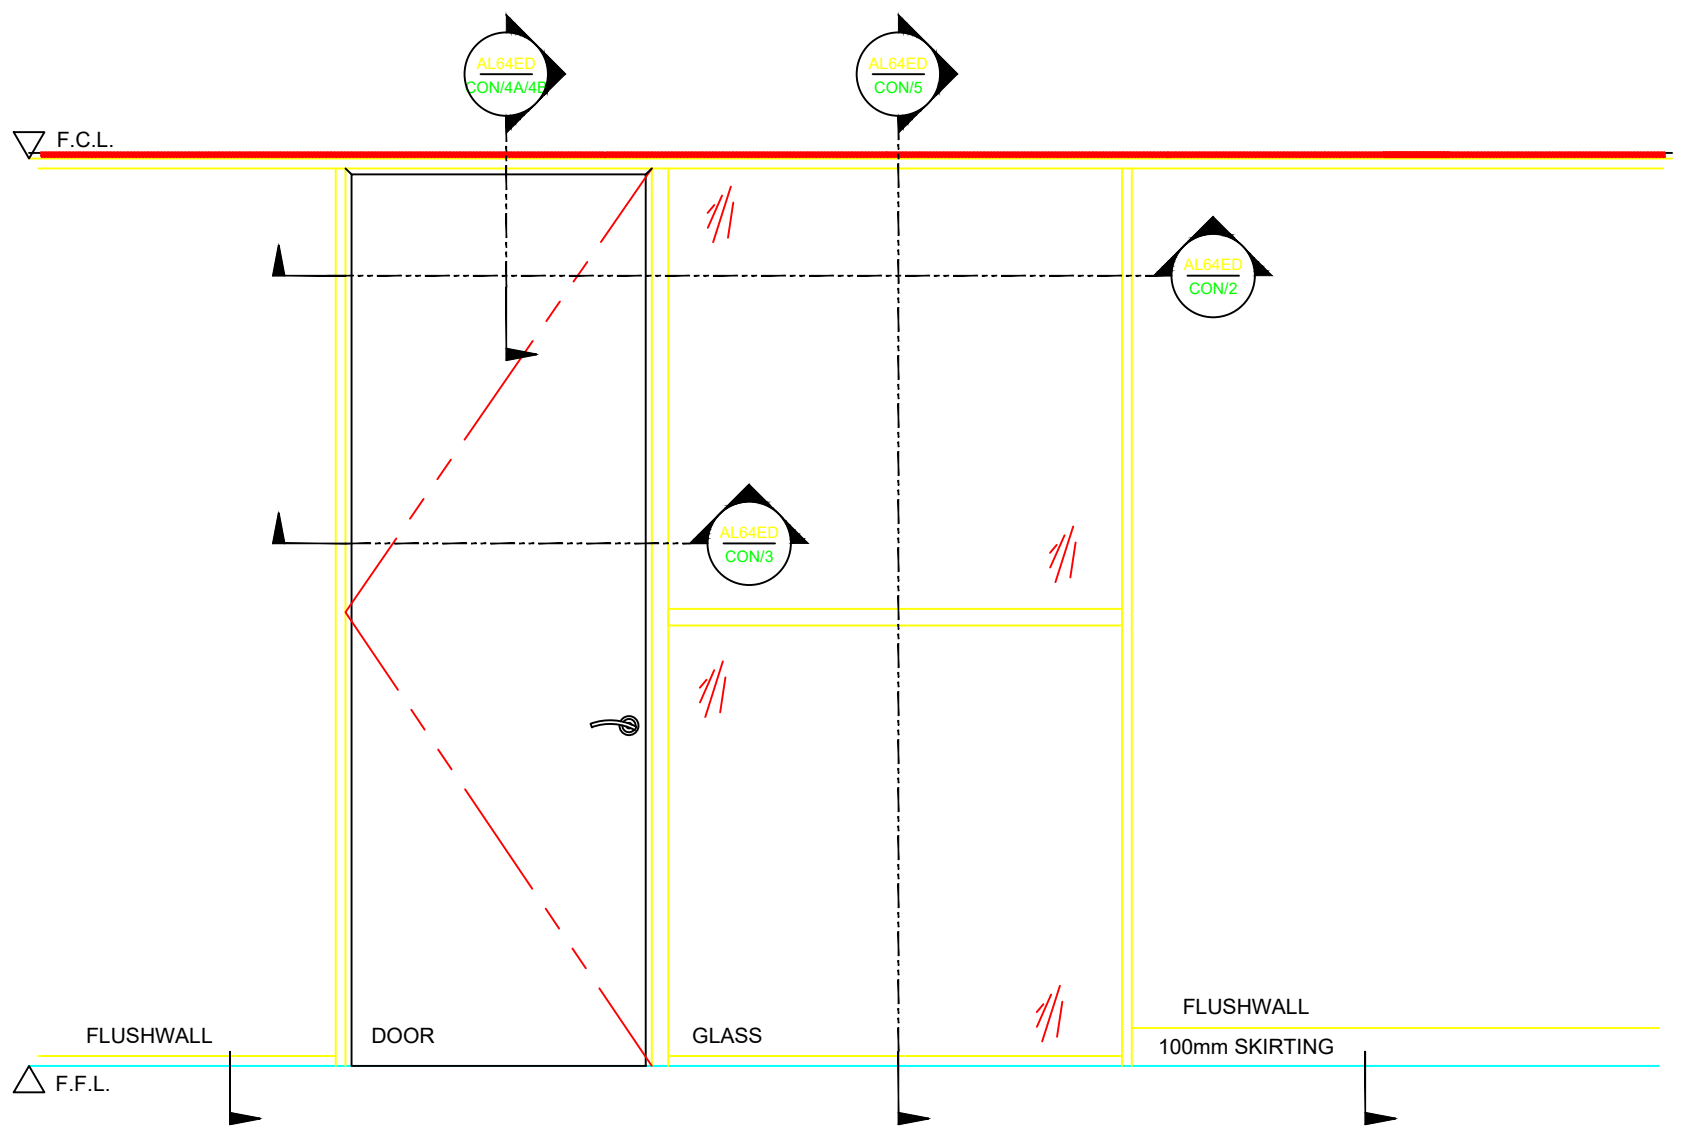 AL64ED
CON/4A/4B
AL64ED
CON/5
F.C.L.
AL64ED
CON/2
AL64ED
CON/3
FLUSHWALL
FLUSHWALL
DOOR
GLASS
100mm SKIRTING
F.F.L.